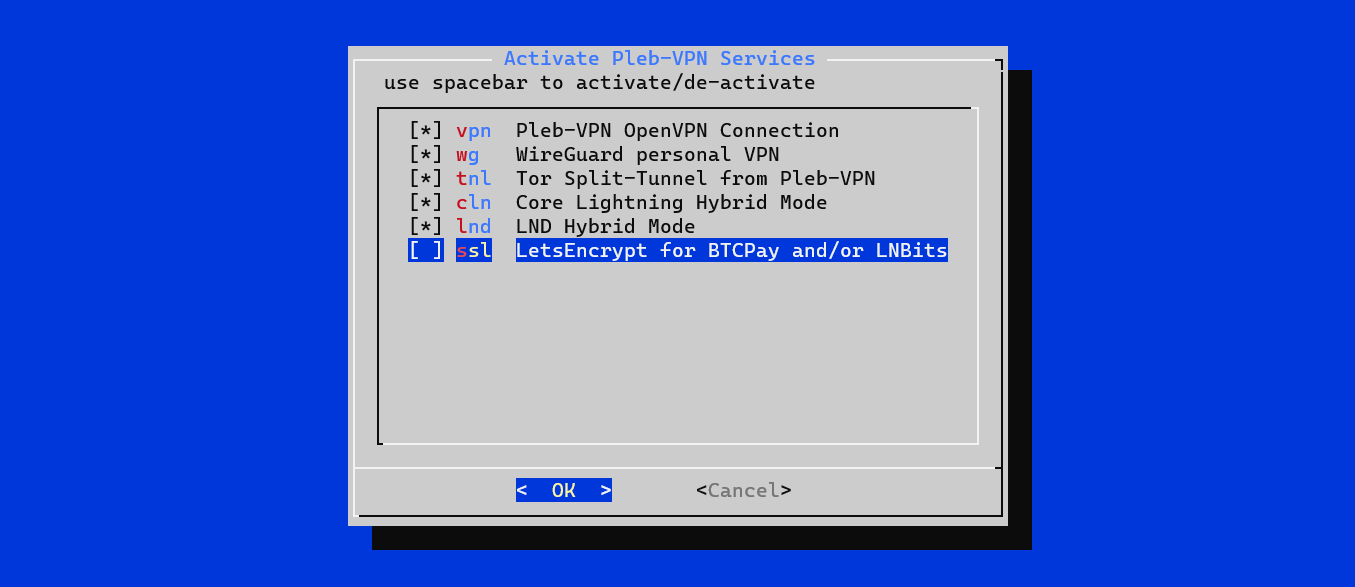 Activate Pleb-VPN Services
use spacebar to activate/de-activate
[*] vpn Pleb-VPN OpenVPN Connection
[*] wg WireGuard personal VPN
[*] tnl Tor Split-Tunnel from Pleb-VPN
[*] cln Core Lightning Hybrid Mode
[*] lnd LND Hybrid Mode
[ ] ssl LetsEncrypt for BTCPay and/or LNBits
< OK > <Cancel>